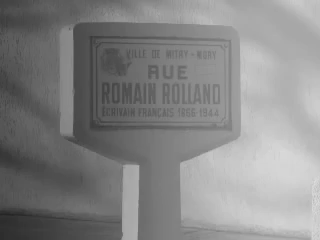 VILLE DE MITRY - MORY
RUE
ROMAIN ROLLAND
ÉCRIVAIN FRANÇAIS 1866-1944